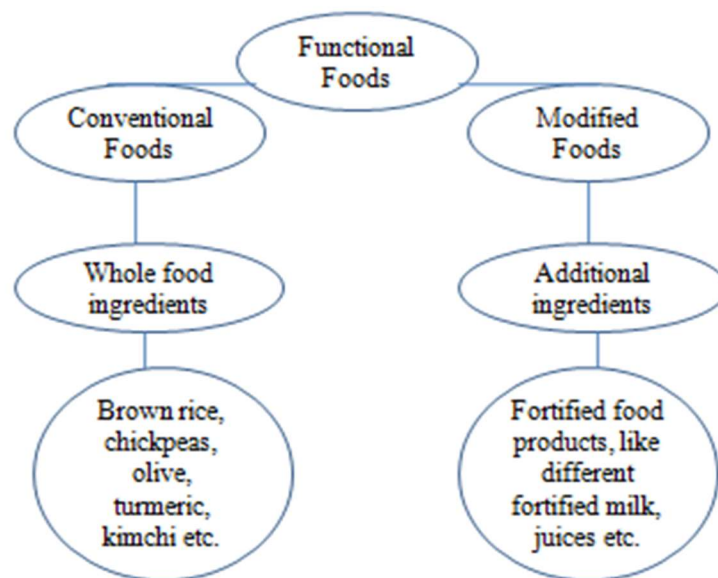 Functional
Foods
Conventional
Foods
Modified
Foods
Whole food
ingredients
Additional
ingredients
Brown rice,
chickpeas,
olive,
turmeric,
kimchi etc.
Fortified food
products, like
different
fortified milk,
juices etc.